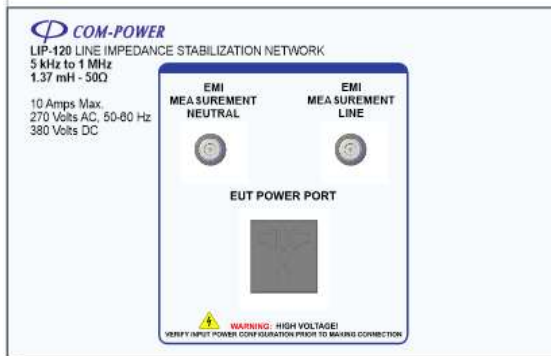 COM-POWER
LIP-120 LINE IMPEDANCE STABILIZATION NETWORK
5 kHz to 1 MHz
1.37 mH - 50Ω
10 Amps Max.
270 Volts AC, 50-60 Hz
380 Volts DC
EMI
MEASUREMENT
NEUTRAL
EMI
MEASUREMENT
LINE
EUT POWER PORT
WARNING: HIGH VOLTAGE!
VERIFY INPUT POWER CONFIGURATION PRIOR TO MAKING CONNECTION